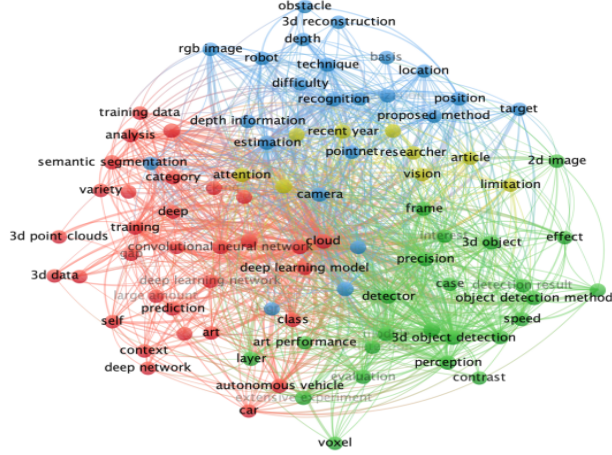 obstacle
3d reconstruction
depth
rgb image
robot
basis
technique
location
difficulty
recognition
position
training data
depth information
proposed method
target
analysis
recent year
estimation
semantic segmentation
pointnet
researcher
article
2d image
category
attention
vision
variety
camera
limitation
deep
frame
training
3d point clouds
cloud
interest
effect
convolutional neural network
3d object
gap
precision
deep learning model
3d data
deep learning network
case
detection result
large amount
detector
object detection method
prediction
self
class
speed
art
3d object detection
context
art performance
layer
perception
deep network
evaluation
contrast
autonomous vehicle
extensive experiment
car
voxel